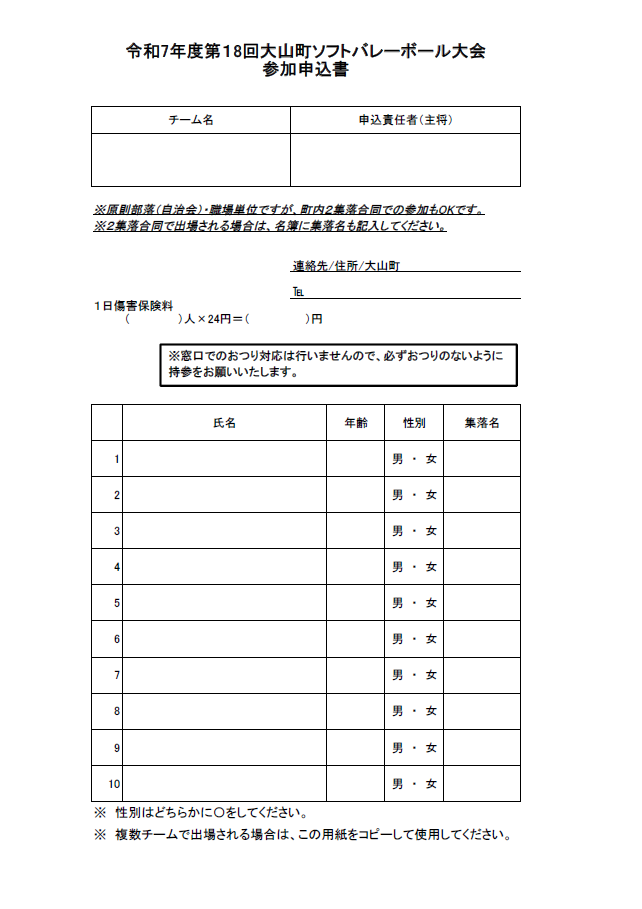 令和7年度第18回大山町ソフトバレーボール大会
参加申込書
チーム名 申込責任者（主将）
※原則部落（自治会）・職場単位ですが、町内２集落合同での参加もOKです。
※２集落合同で出場される場合は、名簿に集落名も記入してください。
連絡先/住所/大山町
℡
１日傷害保険料
（　　　　）人×24円＝（　　　　）円
※窓口でのおつり対応は行いませんので、必ずおつりのないように
持参をお願いいたします。
氏名 年齢 性別 集落名
1 男 ・ 女
2 男 ・ 女
3 男 ・ 女
4 男 ・ 女
5 男 ・ 女
6 男 ・ 女
7 男 ・ 女
8 男 ・ 女
9 男 ・ 女
10 男 ・ 女
※ 性別はどちらかに○をしてください。
※ 複数チームで出場される場合は、この用紙をコピーして使用してください。